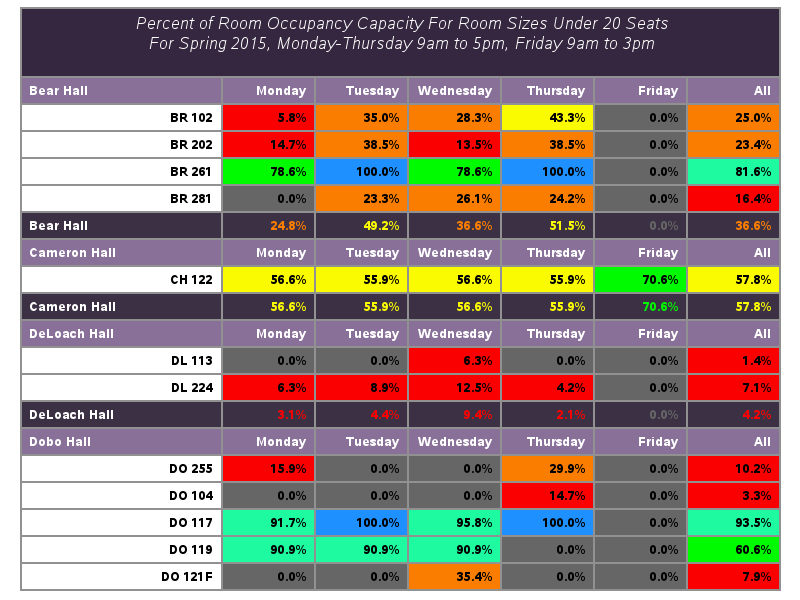 Percent of Room Occupancy Capacity For Room Sizes Under 20 Seats
For Spring 2015, Monday-Thursday 9am to 5pm, Friday 9am to 3pm
Bear Hall Monday Tuesday Wednesday Thursday Friday All
BR 102 5.8% 35.0% 28.3% 43.3% 0.0% 25.0%
BR 202 14.7% 38.5% 13.5% 38.5% 0.0% 23.4%
BR 261 78.6% 100.0% 78.6% 100.0% 0.0% 81.6%
BR 281 0.0% 23.3% 26.1% 24.2% 0.0% 16.4%
Bear Hall 24.8% 49.2% 36.6% 51.5% 0.0% 36.6%
Cameron Hall Monday Tuesday Wednesday Thursday Friday All
CH 122 56.6% 55.9% 56.6% 55.9% 70.6% 57.8%
Cameron Hall 56.6% 55.9% 56.6% 55.9% 70.6% 57.8%
DeLoach Hall Monday Tuesday Wednesday Thursday Friday All
DL 113 0.0% 0.0% 6.3% 0.0% 0.0% 1.4%
DL 224 6.3% 8.9% 12.5% 4.2% 0.0% 7.1%
DeLoach Hall 3.1% 4.4% 9.4% 2.1% 0.0% 4.2%
Dobo Hall Monday Tuesday Wednesday Thursday Friday All
DO 255 15.9% 0.0% 0.0% 29.9% 0.0% 10.2%
DO 104 0.0% 0.0% 0.0% 14.7% 0.0% 3.3%
DO 117 91.7% 100.0% 95.8% 100.0% 0.0% 93.5%
DO 119 90.9% 90.9% 90.9% 0.0% 0.0% 60.6%
DO 121F 0.0% 0.0% 35.4% 0.0% 0.0% 7.9%